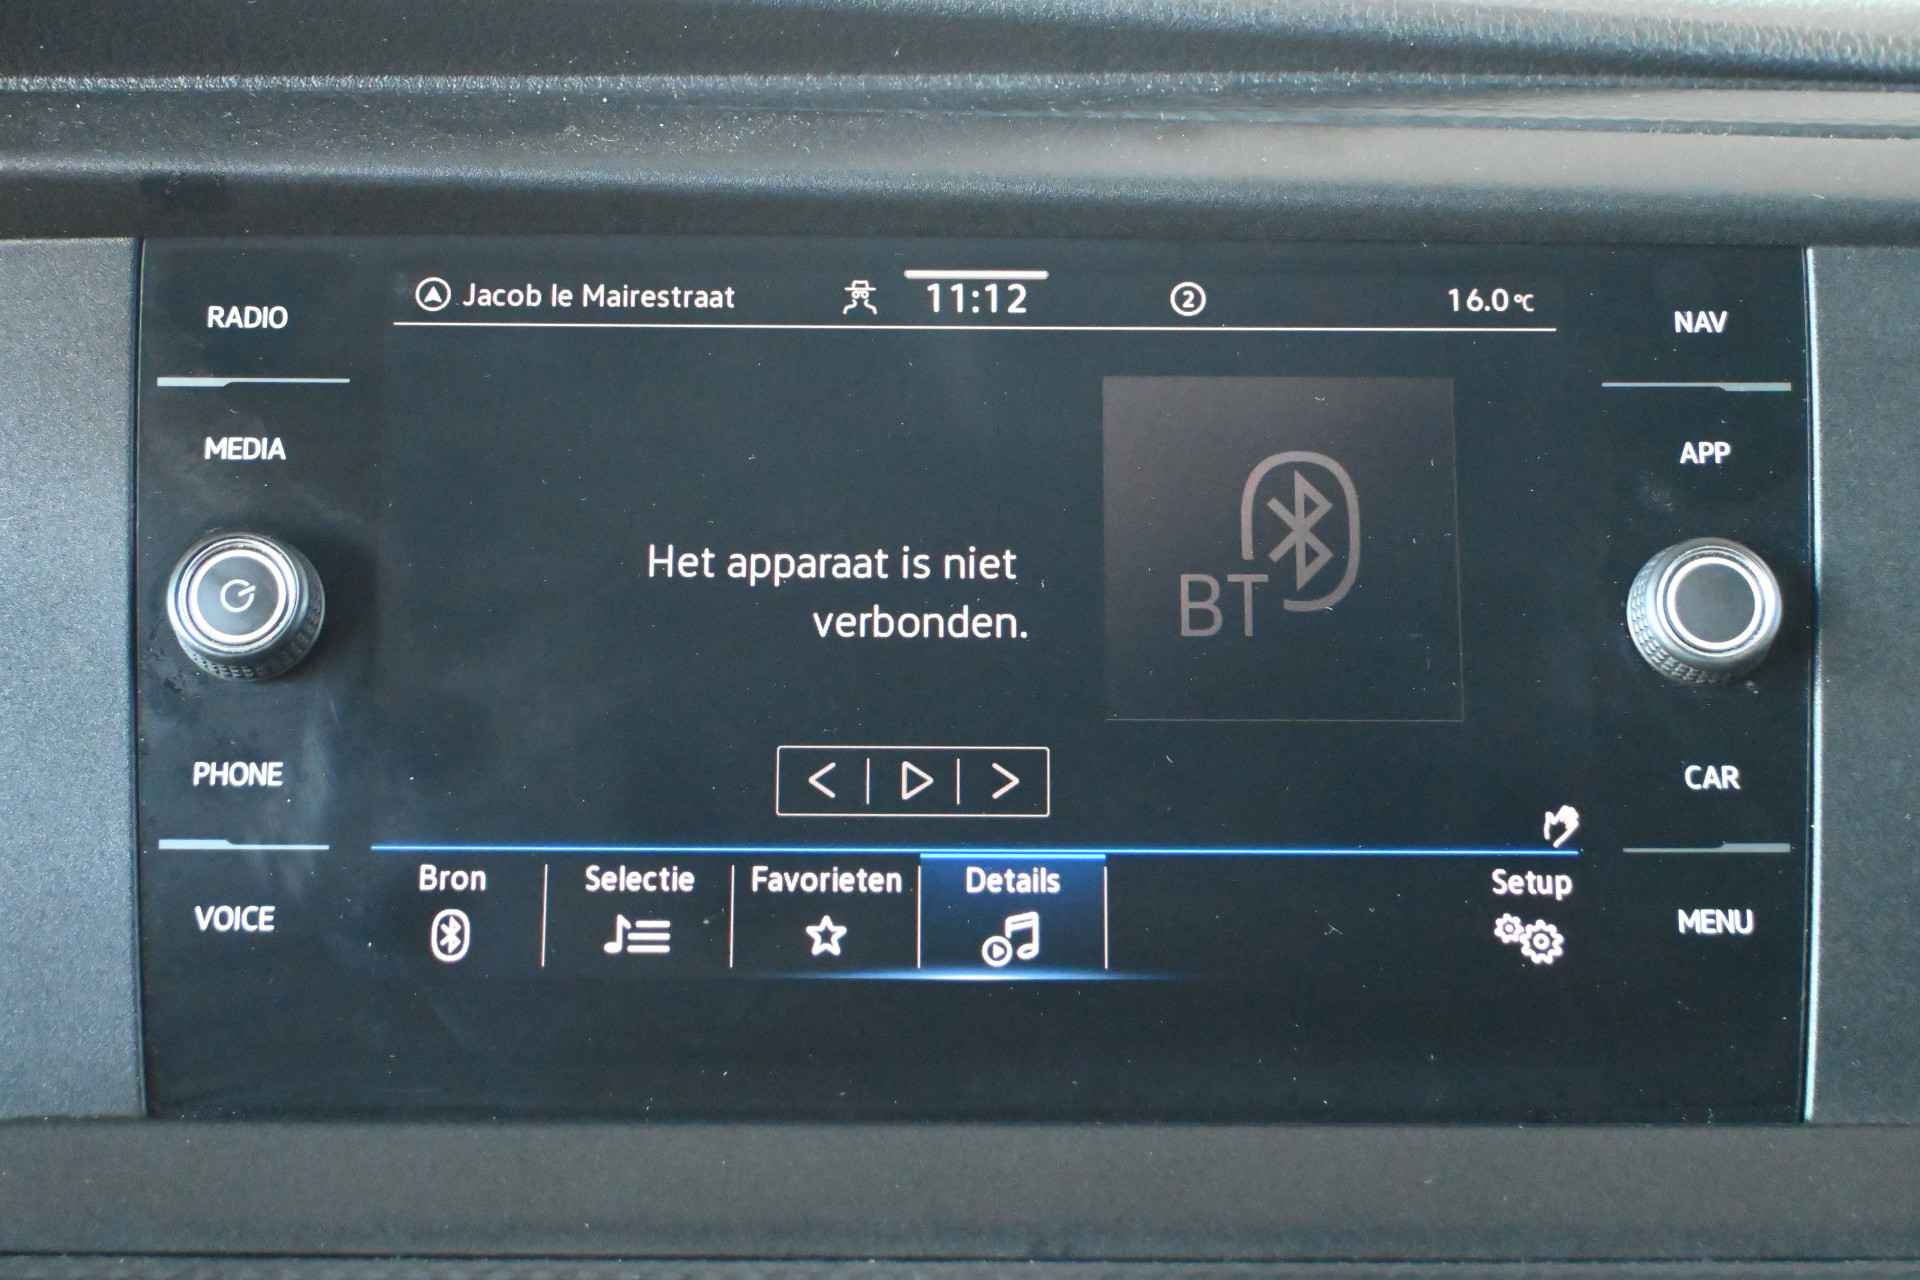 RADIO
MEDIA
PHONE
VOICE
Jacob le Mairestraat
11:12
2
16.0°C
Het apparaat is niet
verbonden.
BT
Bron
Selectie
Favorieten
Details
Setup
NAV
APP
CAR
MENU